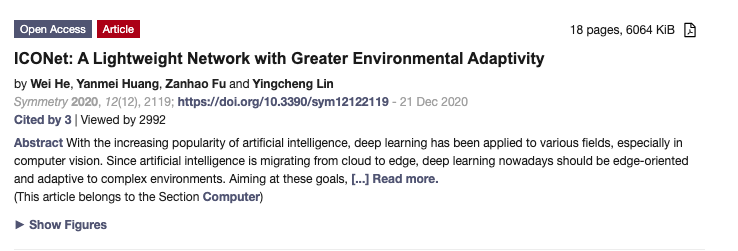 Open Access Article 18 pages, 6064 KiB
ICONet: A Lightweight Network with Greater Environmental Adaptivity
by Wei He, Yanmei Huang, Zanhao Fu and Yingcheng Lin
Symmetry 2020, 12(12), 2119; https://doi.org/10.3390/sym12122119 - 21 Dec 2020
Cited by 3 | Viewed by 2992
Abstract With the increasing popularity of artificial intelligence, deep learning has been applied to various fields, especially in
computer vision. Since artificial intelligence is migrating from cloud to edge, deep learning nowadays should be edge-oriented
and adaptive to complex environments. Aiming at these goals, [...] Read more.
(This article belongs to the Section Computer)
► Show Figures